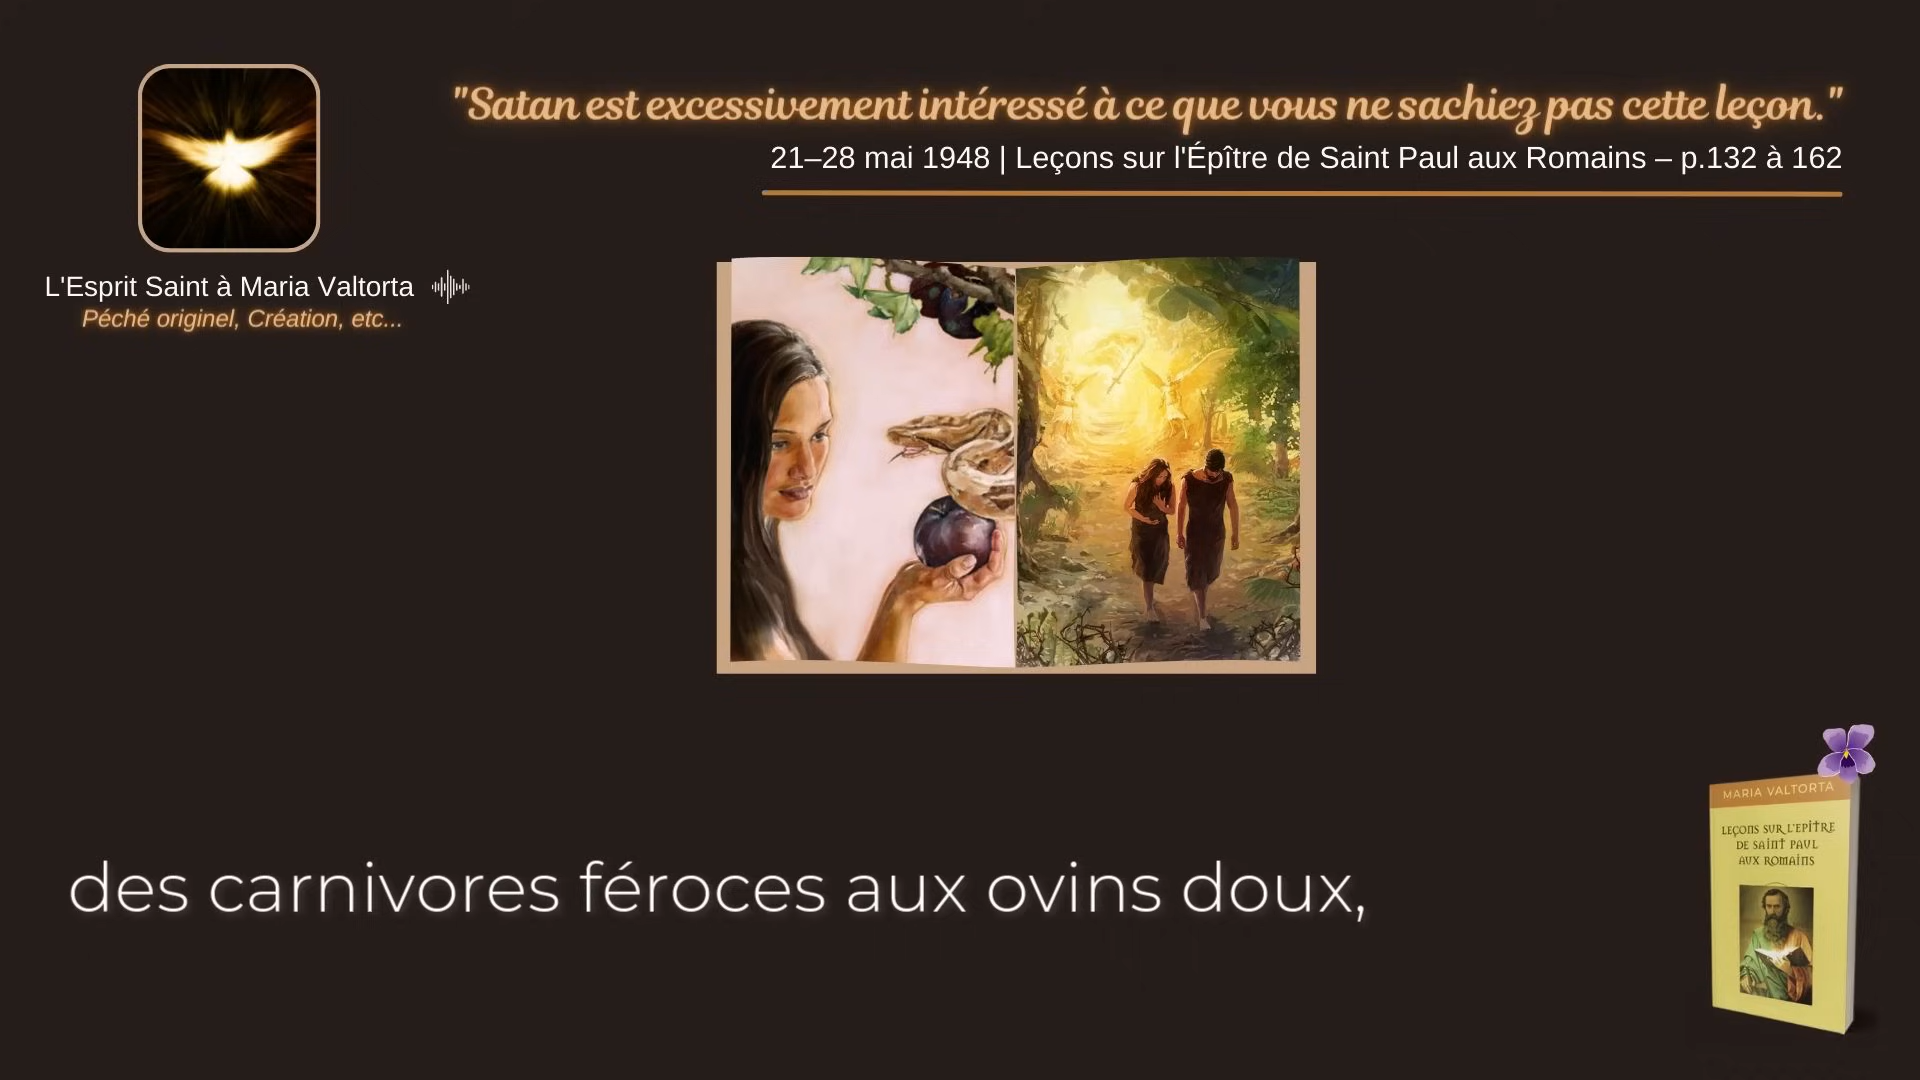 "Satan est excessivement intéressé à ce que vous ne sachiez pas cette leçon."
21–28 mai 1948 | Leçons sur l'Épître de Saint Paul aux Romains – p.132 à 162
L'Esprit Saint à Maria Valtorta
Péché originel, Création, etc...
des carnivores féroces aux ovins doux,
MARIA VALTORTA
LEÇONS SUR L'EPÎTRE
DE SAINT PAUL
AUX ROMAINS